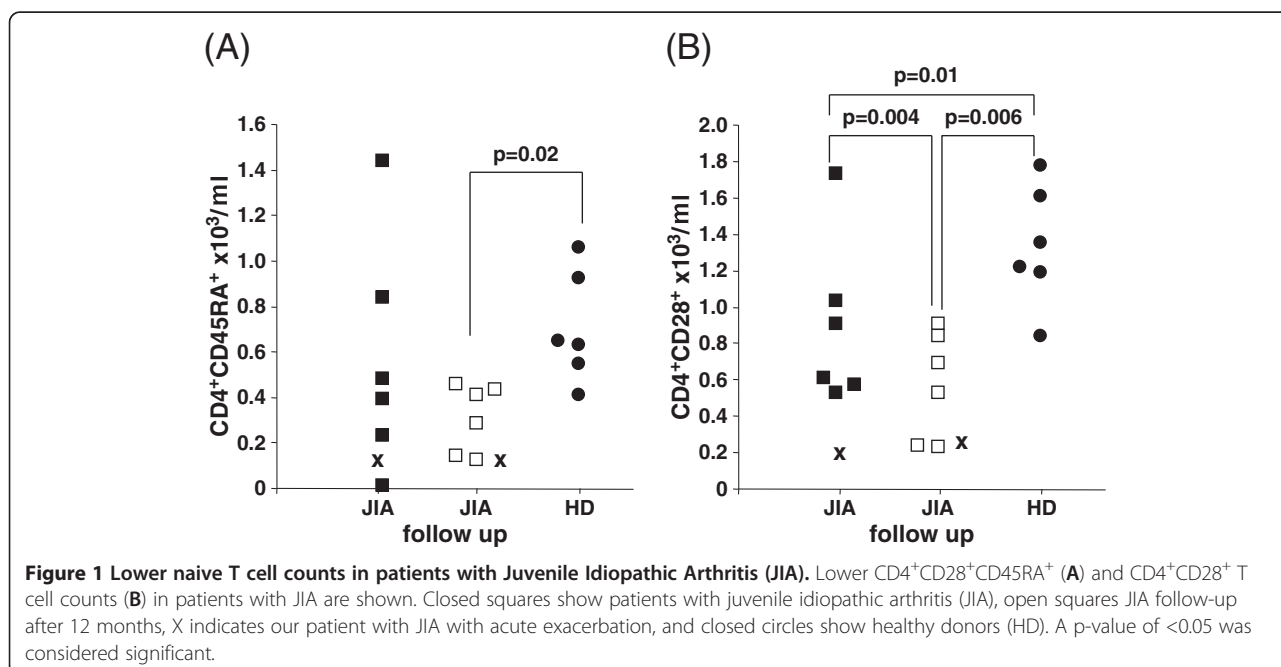 (A)
(B)
p=0.01
p=0.004
p=0.006
p=0.02
CD4⁺CD45RA⁺ x10³/ml
1.6
1.4
1.2
1.0
0.8
0.6
0.4
0.2
0
x
x
JIA
JIA
HD
follow up
CD4⁺CD28⁺ x10³/ml
2.0
1.8
1.6
1.4
1.2
1.0
0.8
0.6
0.4
0.2
0
x
x
JIA
JIA
HD
follow up
Figure 1 Lower naive T cell counts in patients with Juvenile Idiopathic Arthritis (JIA). Lower CD4⁺CD28⁺CD45RA⁺ (A) and CD4⁺CD28⁺ T
cell counts (B) in patients with JIA are shown. Closed squares show patients with juvenile idiopathic arthritis (JIA), open squares JIA follow-up
after 12 months, X indicates our patient with JIA with acute exacerbation, and closed circles show healthy donors (HD). A p-value of <0.05 was
considered significant.